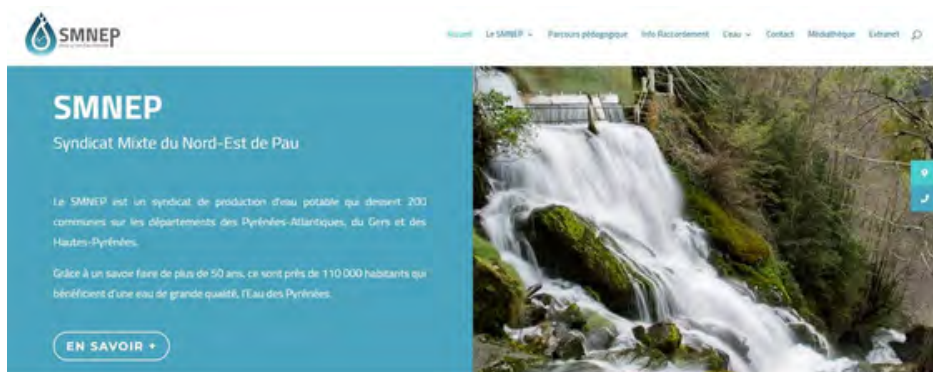 SMNEP
Accueil Le SMNEP Parcours pédagogique Info Raccordement L'eau Contact Médiathèque Extranet
SMNEP
Syndicat Mixte du Nord-Est de Pau
Le SMNEP est un syndicat de production d'eau potable qui dessert 200
communes sur les départements des Pyrénées-Atlantiques, du Gers et des
Hautes-Pyrénées.
Grâce à un savoir faire de plus de 50 ans, ce sont près de 110 000 habitants qui
bénéficient d'une eau de grande qualité, l'Eau des Pyrénées.
EN SAVOIR +